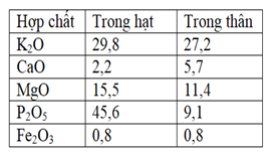 Hợp chất Trong hạt Trong thân
K₂O 29,8 27,2
CaO 2,2 5,7
MgO 15,5 11,4
P₂O₅ 45,6 9,1
Fe₂O₃ 0,8 0,8